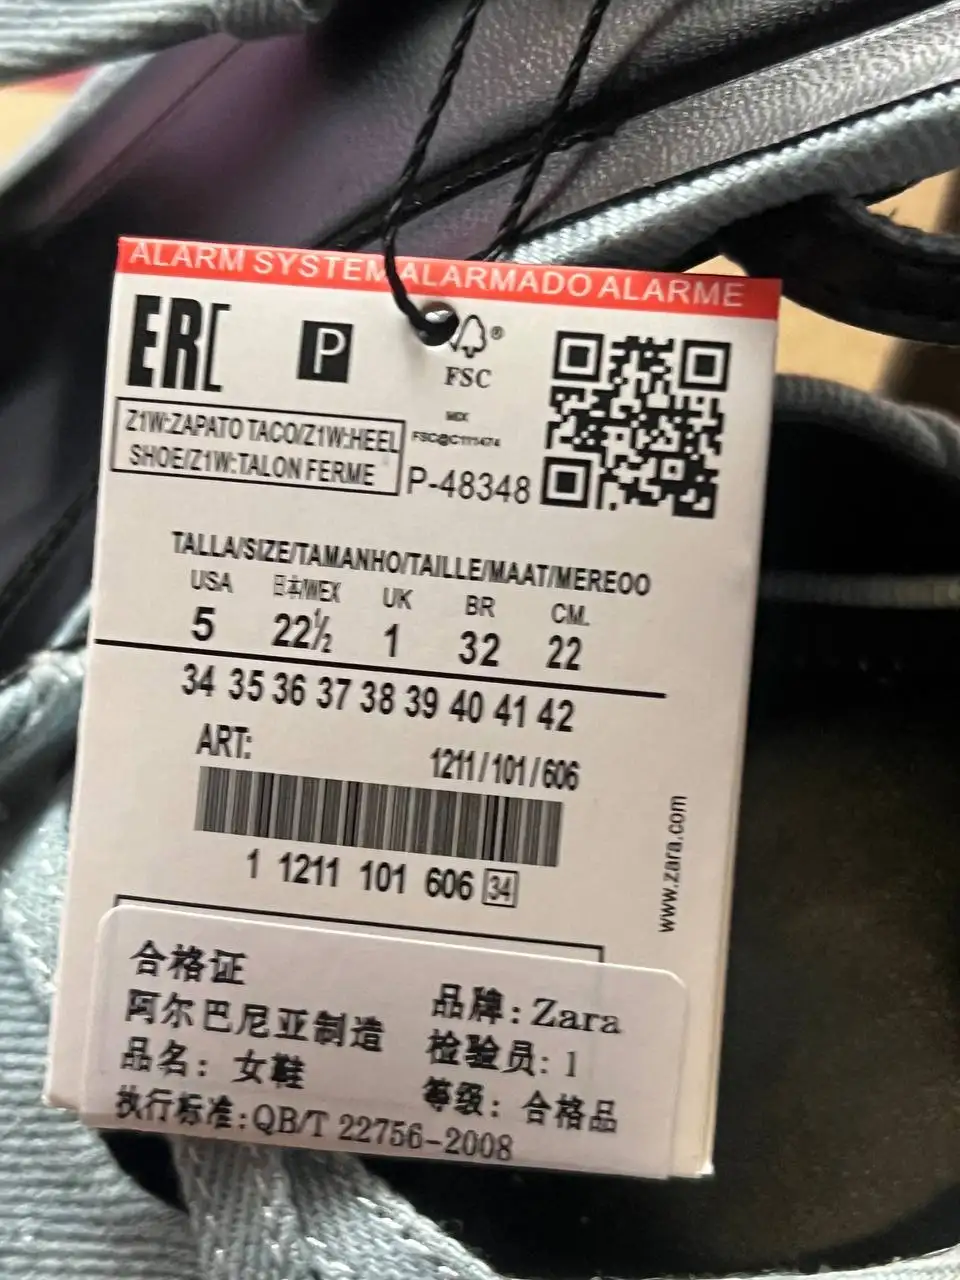 ALARM SYSTEM ALARMADO ALARME
EAC
P
FSC®
MIX
FSC®C111474
Z1W:ZAPATO TACO/Z1W:HEEL
SHOE/Z1W:TALON FERME
P-48348
TALLA/SIZE/TAMANHO/TAILLE/MAAT/MEREOO
USA 日本/MEX UK BR CM.
5 22½ 1 32 22
34 35 36 37 38 39 40 41 42
ART:
1211/101/606
1 1211 101 606 34
www.zara.com
合格证
阿尔巴尼亚制造
品名: 女鞋
执行标准:QB/T 22756-2008
品牌: Zara
检验员: 1
等级: 合格品